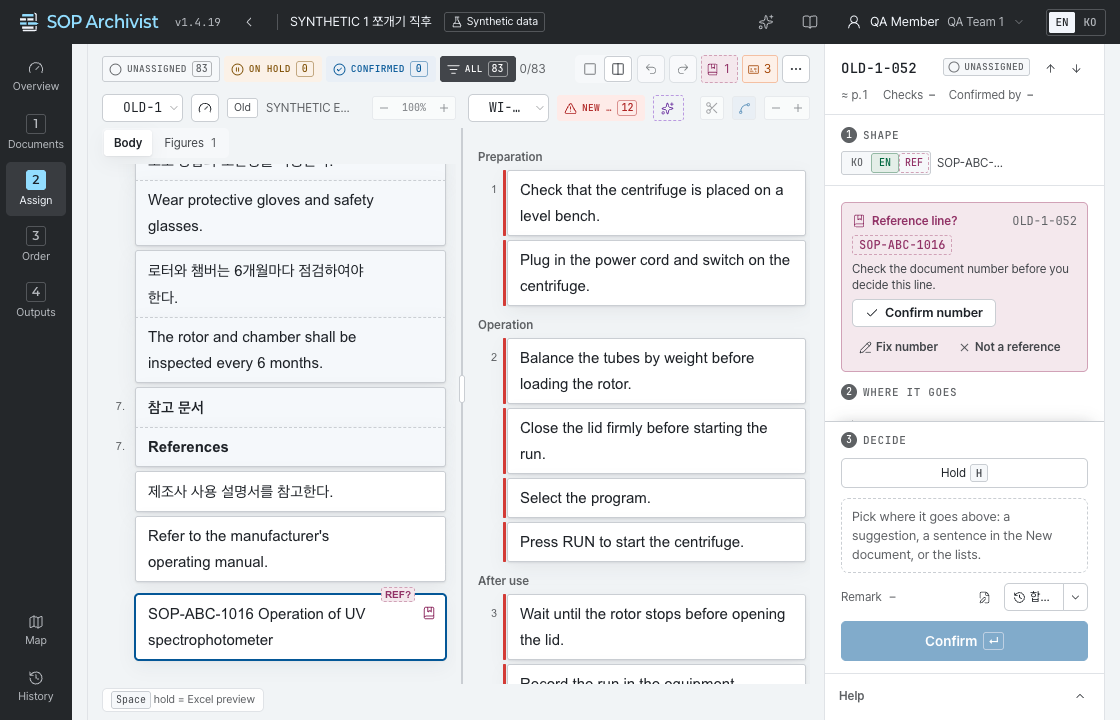 SOP Archivist v1.4.19 SYNTHETIC 1 쪼개기 직후 Synthetic data QA Member QA Team 1 EN KO
Overview
1
Documents
2
Assign
3
Order
4
Outputs
Map
History
UNASSIGNED 83 ON HOLD 0 CONFIRMED 0 ALL 83 0/83 1 3
OLD-1 Old SYNTHETIC E... 100% WI-... NEW … 12
Body Figures 1
Wear protective gloves and safety
glasses.
로터와 챔버는 6개월마다 점검하여야
한다.
The rotor and chamber shall be
inspected every 6 months.
7. 참고 문서
7. References
제조사 사용 설명서를 참고한다.
Refer to the manufacturer's
operating manual.
REF?
SOP-ABC-1016 Operation of UV
spectrophotometer
Space hold = Excel preview
Preparation
1 Check that the centrifuge is placed on a
level bench.
Plug in the power cord and switch on the
centrifuge.
Operation
2 Balance the tubes by weight before
loading the rotor.
Close the lid firmly before starting the
run.
Select the program.
Press RUN to start the centrifuge.
After use
3 Wait until the rotor stops before opening
the lid.
Record the run in the equipment
OLD-1-052 UNASSIGNED
≈ p.1 Checks – Confirmed by –
1 SHAPE
KO EN REF SOP-ABC-...
Reference line? OLD-1-052
SOP-ABC-1016
Check the document number before you
decide this line.
Confirm number
Fix number Not a reference
2 WHERE IT GOES
3 DECIDE
Hold H
Pick where it goes above: a
suggestion, a sentence in the New
document, or the lists.
Remark – 합...
Confirm
Help